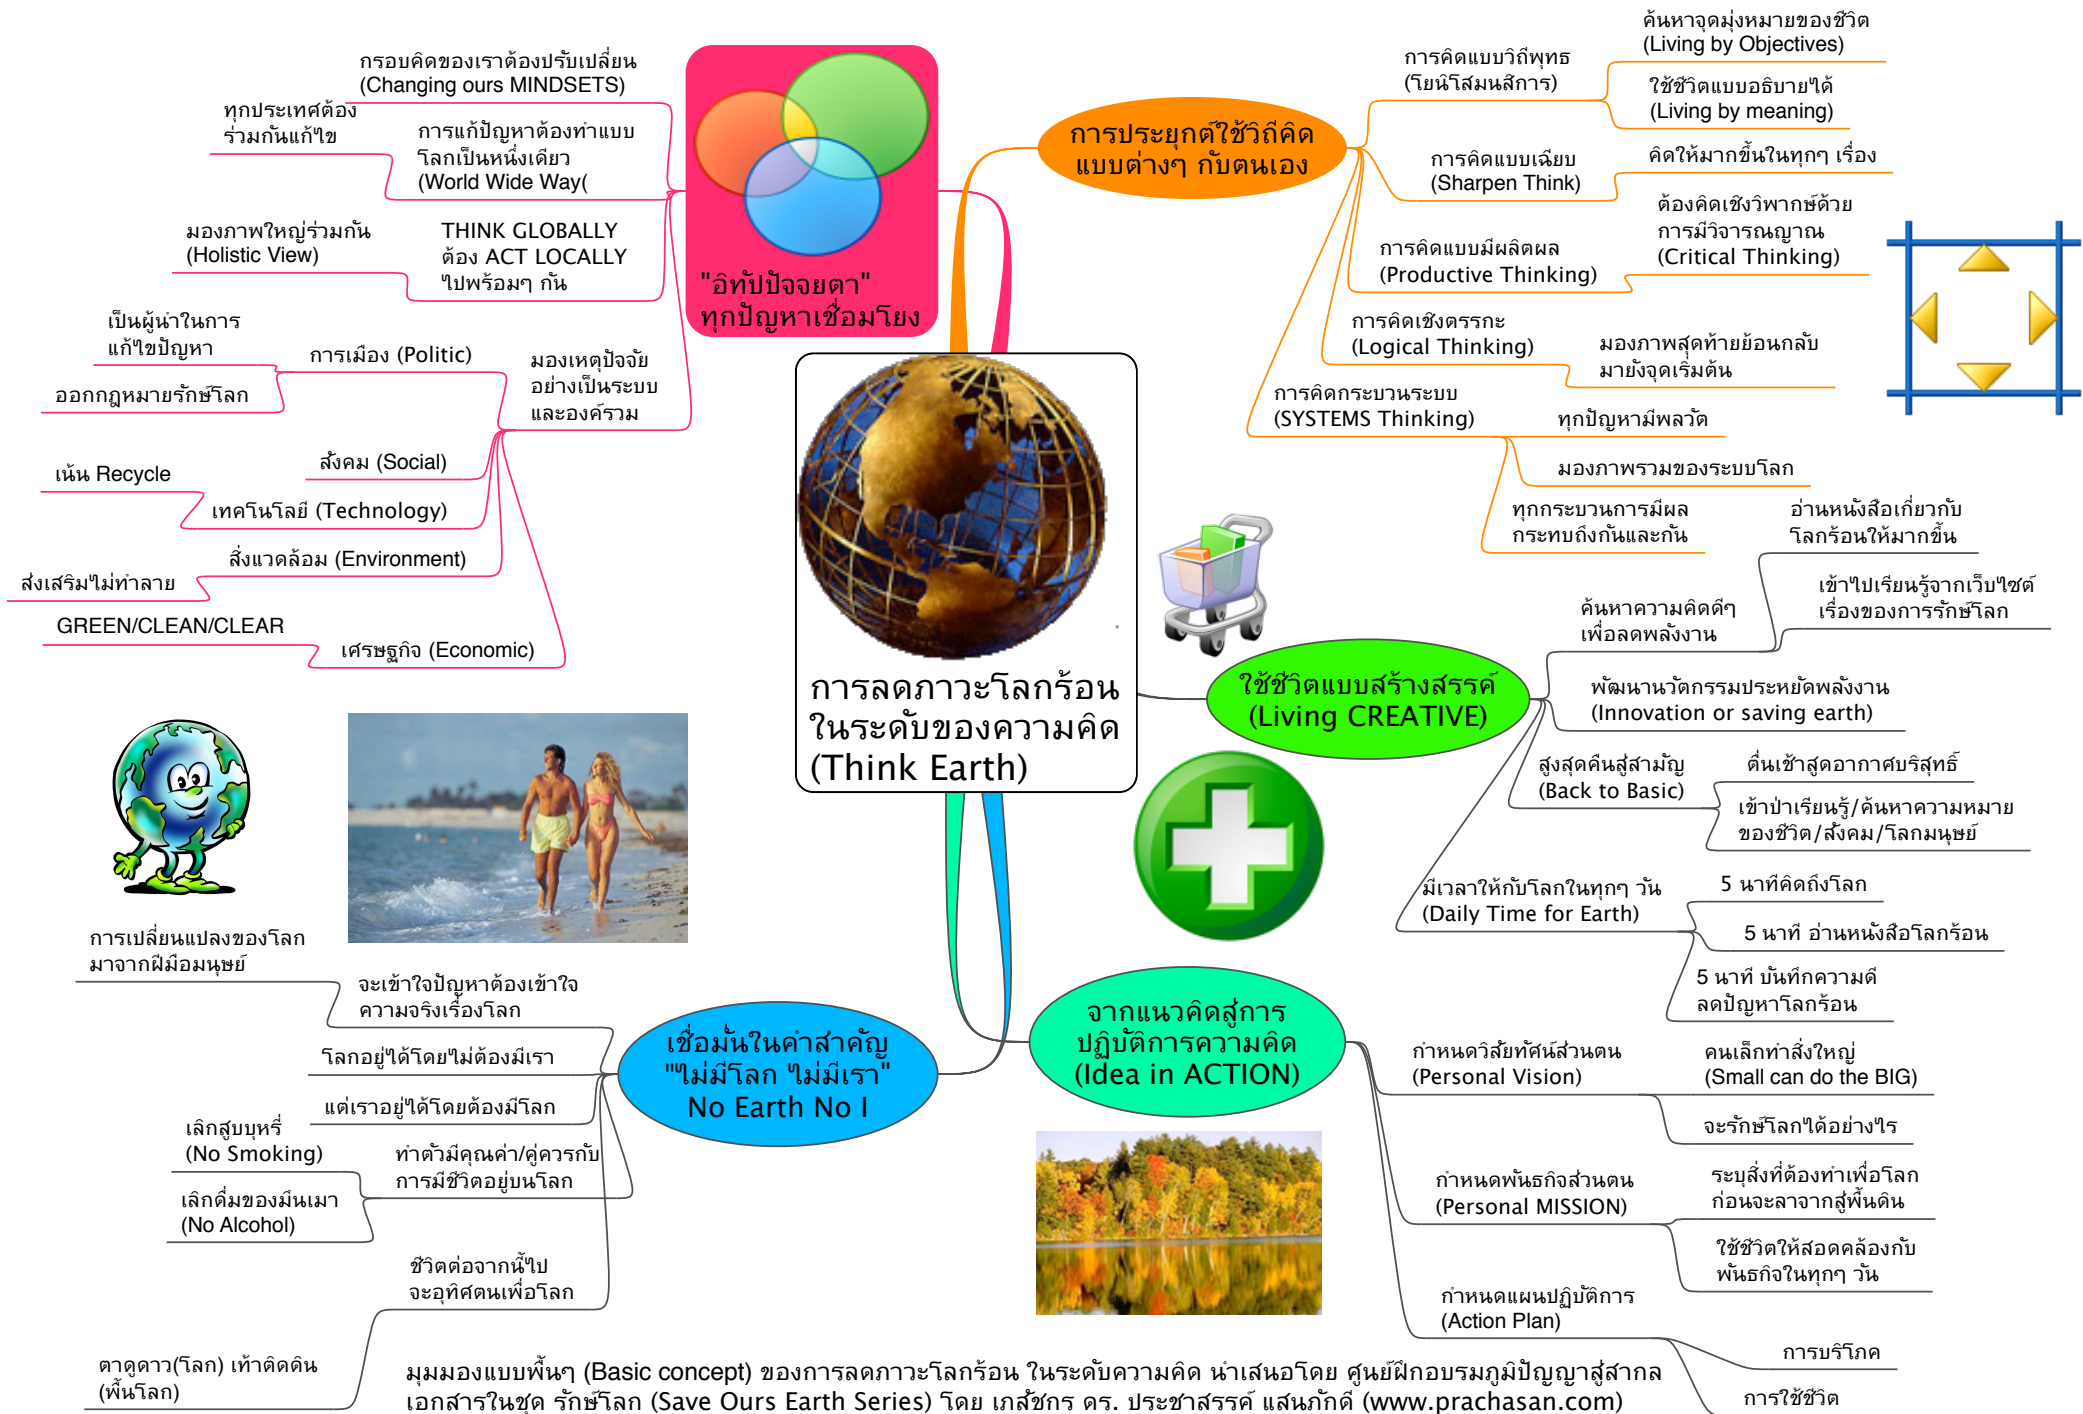 ค้นหาจุดมุ่งหมายของชีวิต
(Living by Objectives)
การคิดแบบวิถีพุทธ
(โยนิโสมนสิการ)
ใช้ชีวิตแบบอธิบายได้
(Living by meaning)
การประยุกต์ใช้วิถีคิด
แบบต่างๆ กับตนเอง
การคิดแบบเฉียบ
(Sharpen Think)
คิดให้มากขึ้นในทุกๆ เรื่อง
ต้องคิดเชิงวิพากษ์ด้วย
การมีวิจารณญาณ
(Critical Thinking)
การคิดแบบมีผลิตผล
(Productive Thinking)
การคิดเชิงตรรกะ
(Logical Thinking)
มองภาพสุดท้ายย้อนกลับ
มายังจุดเริ่มต้น
การคิดกระบวนระบบ
(SYSTEMS Thinking)
ทุกปัญหามีพลวัต
มองภาพรวมของระบบโลก
ทุกกระบวนการมีผล
กระทบถึงกันและกัน
กรอบคิดของเราต้องปรับเปลี่ยน
(Changing ours MINDSETS)
ทุกประเทศต้อง
ร่วมกันแก้ไข
การแก้ปัญหาต้องทำแบบ
โลกเป็นหนึ่งเดียว
(World Wide Way(
มองภาพใหญ่ร่วมกัน
(Holistic View)
THINK GLOBALLY
ต้อง ACT LOCALLY
ไปพร้อมๆ กัน
"อิทัปปัจจยตา"
ทุกปัญหาเชื่อมโยง
เป็นผู้นำในการ
แก้ไขปัญหา
การเมือง (Politic)
ออกกฎหมายรักษ์โลก
มองเหตุปัจจัย
อย่างเป็นระบบ
และองค์รวม
สังคม (Social)
เน้น Recycle
เทคโนโลยี (Technology)
สิ่งแวดล้อม (Environment)
ส่งเสริมไม่ทำลาย
GREEN/CLEAN/CLEAR
เศรษฐกิจ (Economic)
การลดภาวะโลกร้อน
ในระดับของความคิด
(Think Earth)
อ่านหนังสือเกี่ยวกับ
โลกร้อนให้มากขึ้น
ค้นหาความคิดดีๆ
เพื่อลดพลังงาน
เข้าไปเรียนรู้จากเว็บไซต์
เรื่องของการรักษ์โลก
ใช้ชีวิตแบบสร้างสรรค์
(Living CREATIVE)
พัฒนานวัตกรรมประหยัดพลังงาน
(Innovation or saving earth)
สูงสุดคืนสู่สามัญ
(Back to Basic)
ตื่นเช้าสูดอากาศบริสุทธิ์
เข้าป่าเรียนรู้/ค้นหาความหมาย
ของชีวิต/สังคม/โลกมนุษย์
มีเวลาให้กับโลกในทุกๆ วัน
(Daily Time for Earth)
5 นาทีคิดถึงโลก
5 นาที อ่านหนังสือโลกร้อน
5 นาที บันทึกความดี
ลดปัญหาโลกร้อน
จากแนวคิดสู่การ
ปฏิบัติการความคิด
(Idea in ACTION)
กำหนดวิสัยทัศน์ส่วนตน
(Personal Vision)
คนเล็กทำสิ่งใหญ่
(Small can do the BIG)
จะรักษ์โลกได้อย่างไร
กำหนดพันธกิจส่วนตน
(Personal MISSION)
ระบุสิ่งที่ต้องทำเพื่อโลก
ก่อนจะลาจากสู่พื้นดิน
ใช้ชีวิตให้สอดคล้องกับ
พันธกิจในทุกๆ วัน
กำหนดแผนปฏิบัติการ
(Action Plan)
การบริโภค
การใช้ชีวิต
เชื่อมั่นในคำสำคัญ
"ไม่มีโลก ไม่มีเรา"
No Earth No I
การเปลี่ยนแปลงของโลก
มาจากฝีมือมนุษย์
จะเข้าใจปัญหาต้องเข้าใจ
ความจริงเรื่องโลก
โลกอยู่ได้โดยไม่ต้องมีเรา
แต่เราอยู่ได้โดยต้องมีโลก
เลิกสูบบุหรี่
(No Smoking)
ทำตัวมีคุณค่า/คู่ควรกับ
การมีชีวิตอยู่บนโลก
เลิกดื่มของมึนเมา
(No Alcohol)
ชีวิตต่อจากนี้ไป
จะอุทิศตนเพื่อโลก
ตาดูดาว(โลก) เท้าติดดิน
(พื้นโลก)
มุมมองแบบพื้นๆ (Basic concept) ของการลดภาวะโลกร้อน ในระดับความคิด นำเสนอโดย ศูนย์ฝึกอบรมภูมิปัญญาสู่สากล
เอกสารในชุด รักษ์โลก (Save Ours Earth Series) โดย เภสัชกร ดร. ประชาสรรค์ แสนภักดี (www.prachasan.com)